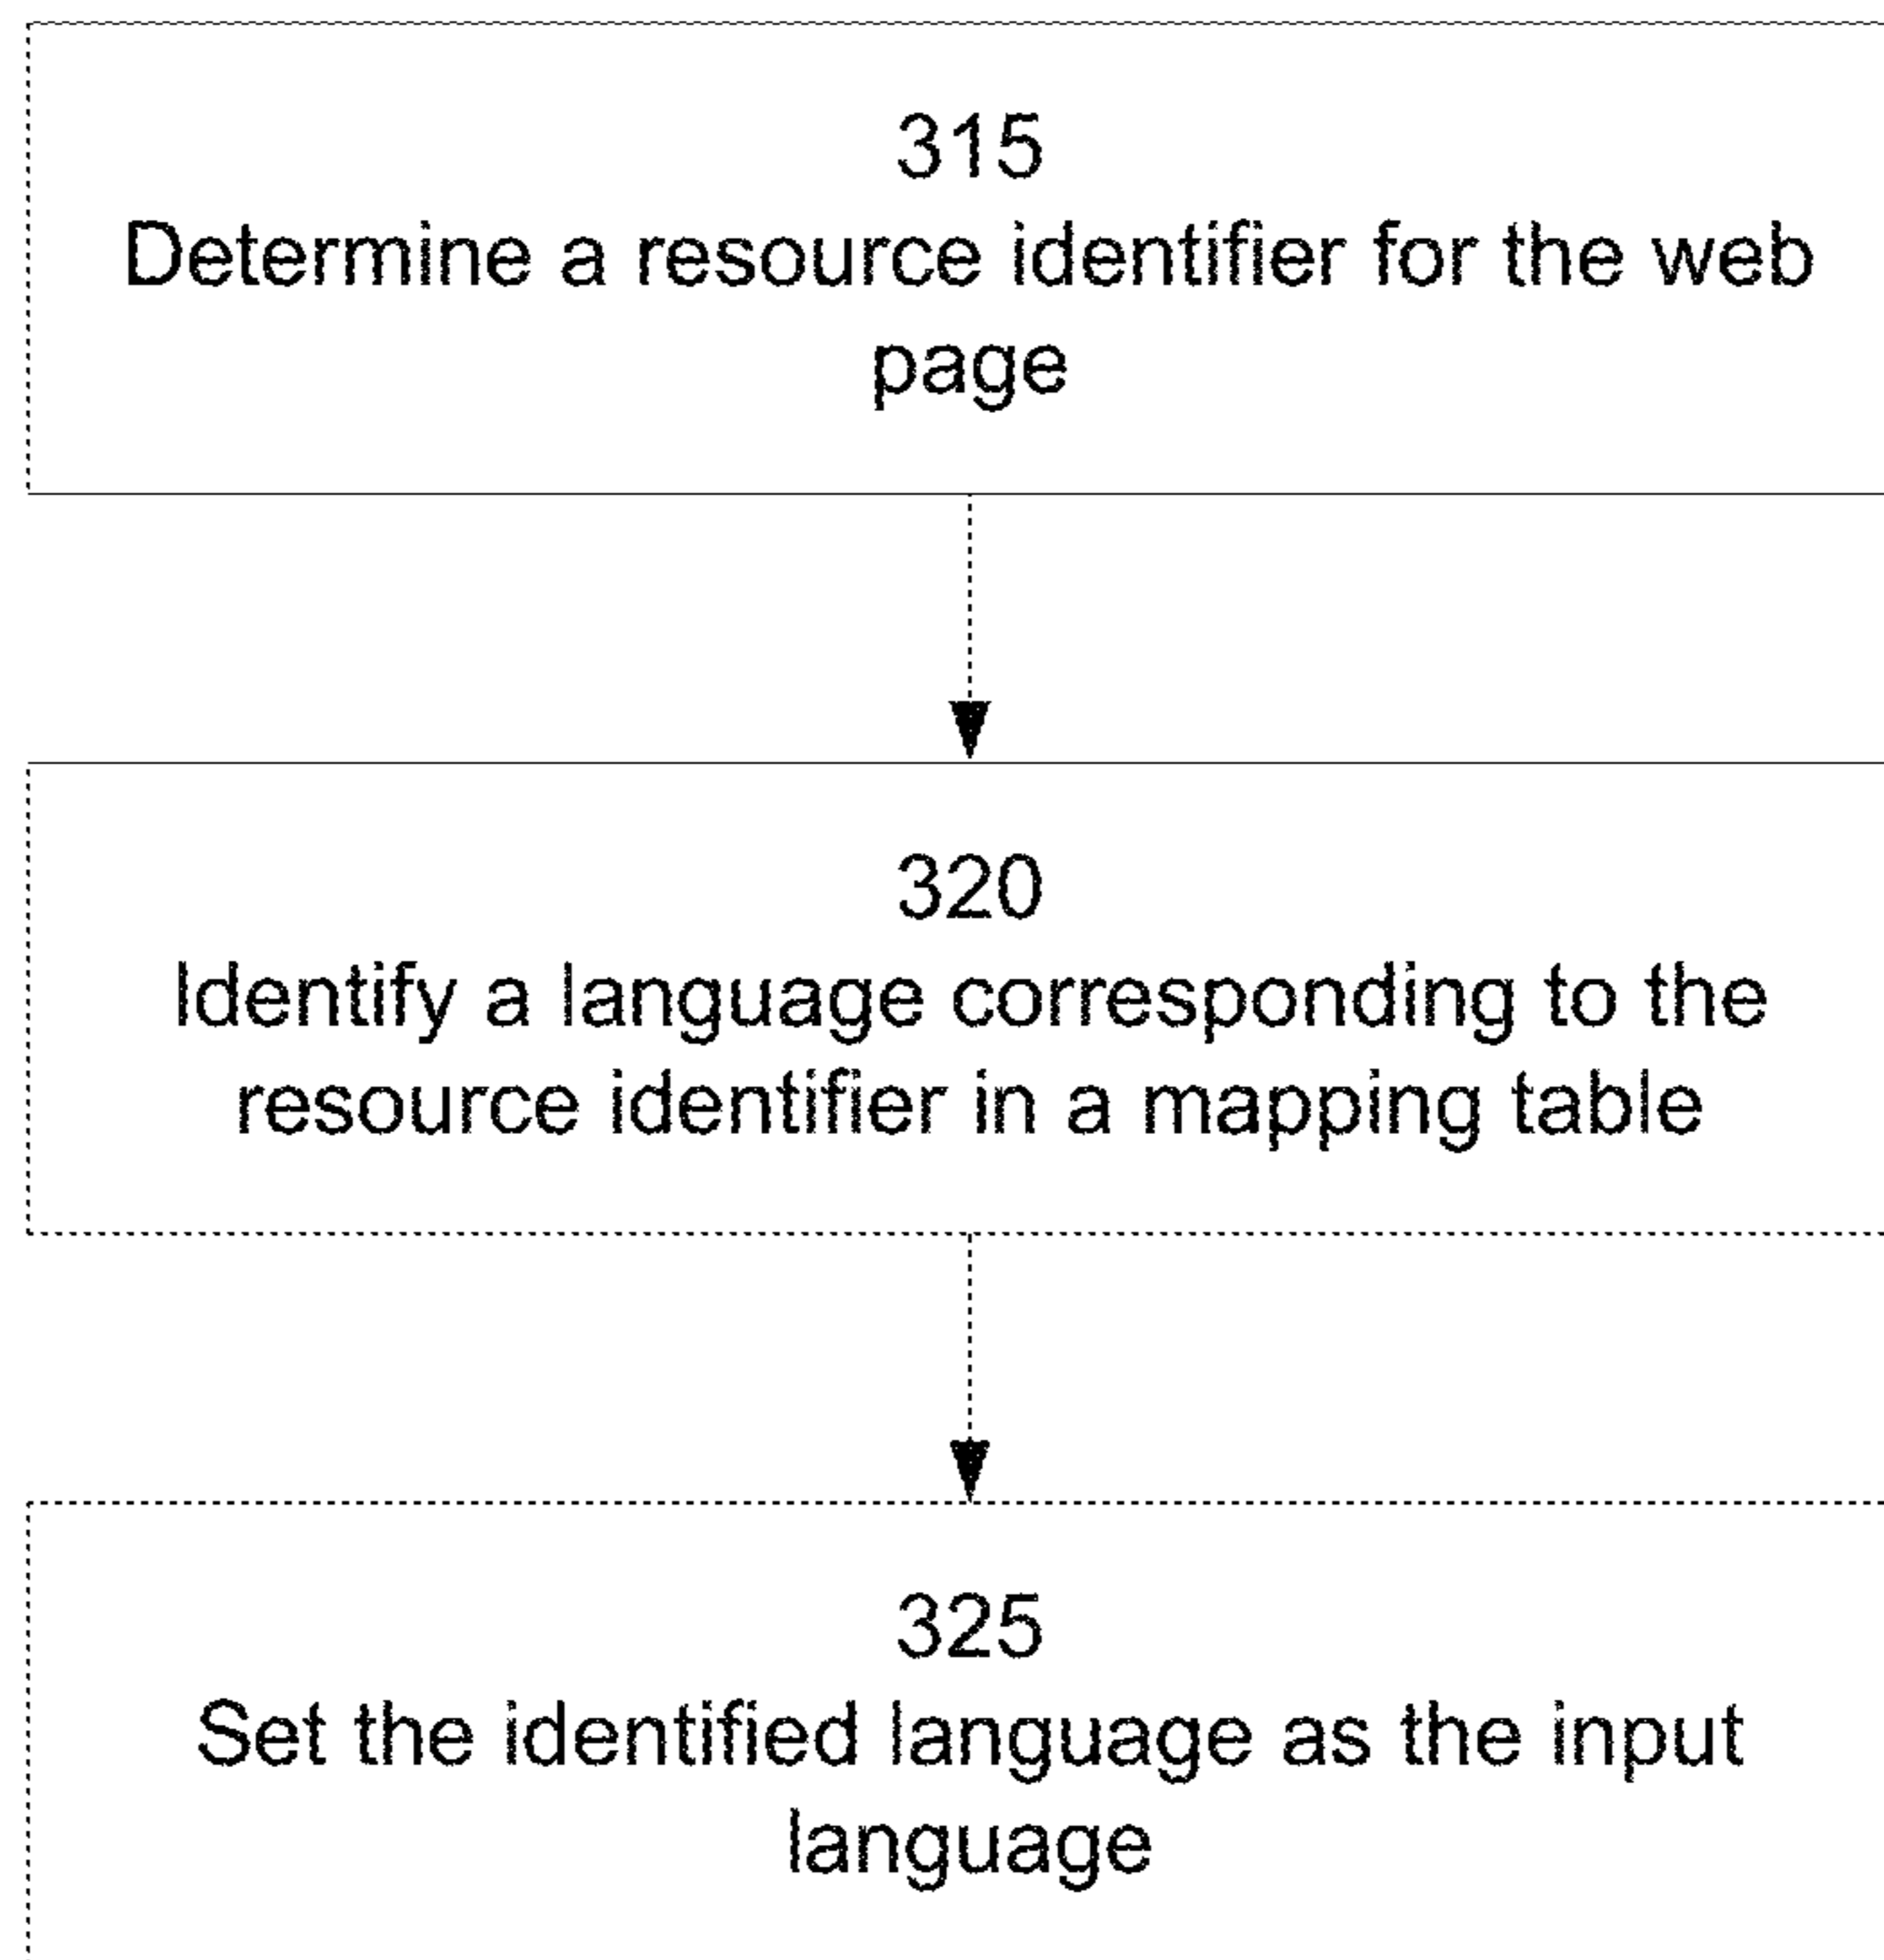 315
Determine a resource identifier for the web
page
320
Identify a language corresponding to the
resource identifier in a mapping table
325
Set the identified language as the input
language